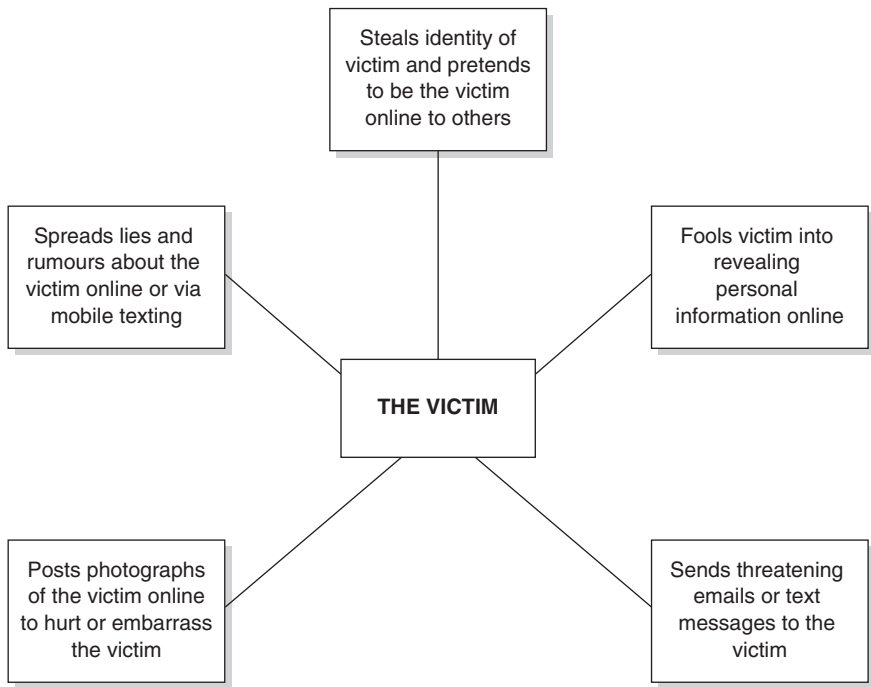 Steals identity of
victim and pretends
to be the victim
online to others
Spreads lies and
rumours about the
victim online or via
mobile texting
Fools victim into
revealing
personal
information online
THE VICTIM
Posts photographs
of the victim online
to hurt or embarrass
the victim
Sends threatening
emails or text
messages to the
victim